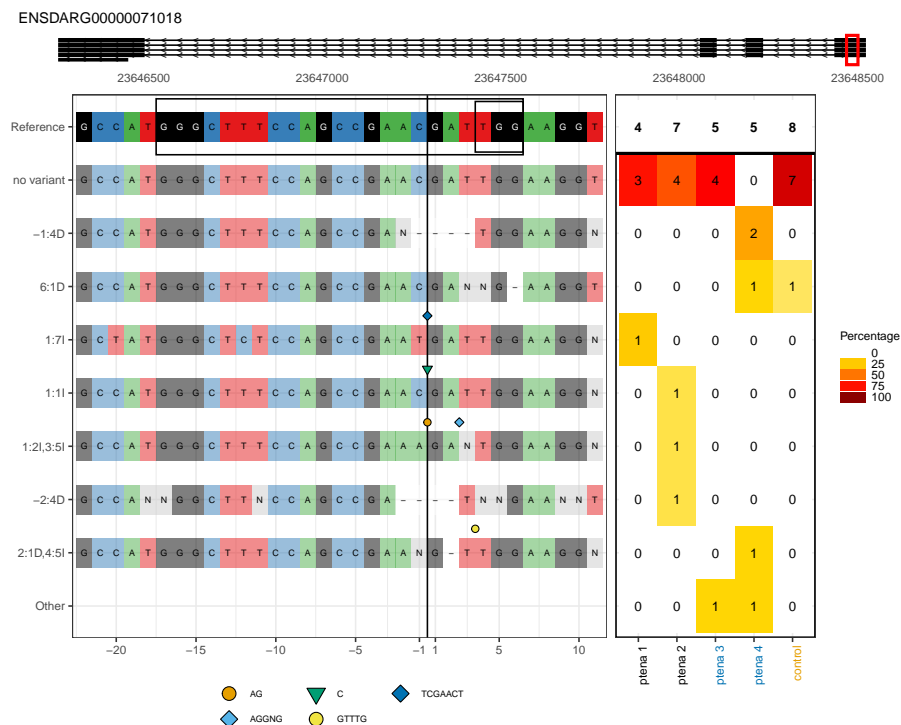 ENSDARG00000071018
23646500 23647000 23647500 23648000 23648500
Reference G C C A T G G G C T T T C C A G C C G A A C G A T T G G A A G G T 4 7 5 5 8
no variant G C C A T G G G C T T T C C A G C C G A A C G A T T G G A A G G T 3 4 4 0 7
−1:4D G C C A T G G G C T T T C C A G C C G A N - - - - T G G A A G G N 0 0 0 2 0
6:1D G C C A T G G G C T T T C C A G C C G A A C G A N N G - A A G G T 0 0 0 1 1
1:7I G C T A T G G G C T C T C C A G C C G A A T G A T T G G A A G G N 1 0 0 0 0
1:1I G C C A T G G G C T T T C C A G C C G A A C G A T T G G A A G G T 0 1 0 0 0
1:2I,3:5I G C C A T G G G C T T T C C A G C C G A A A G A N T G G A A G G N 0 1 0 0 0
−2:4D G C C A N N G G C T T N C C A G C C G A - - - - T N N G A A N N T 0 1 0 0 0
2:1D,4:5I G C C A T G G G C T T T C C A G C C G A A N G - T T G G A A G G N 0 0 0 1 0
Other 0 0 1 1 0
−20 −15 −10 −5 −1 1 5 10
ptena 1 ptena 2 ptena 3 ptena 4 control
Percentage
0
25
50
75
100
AG C TCGAACT
AGGNG GTTTG